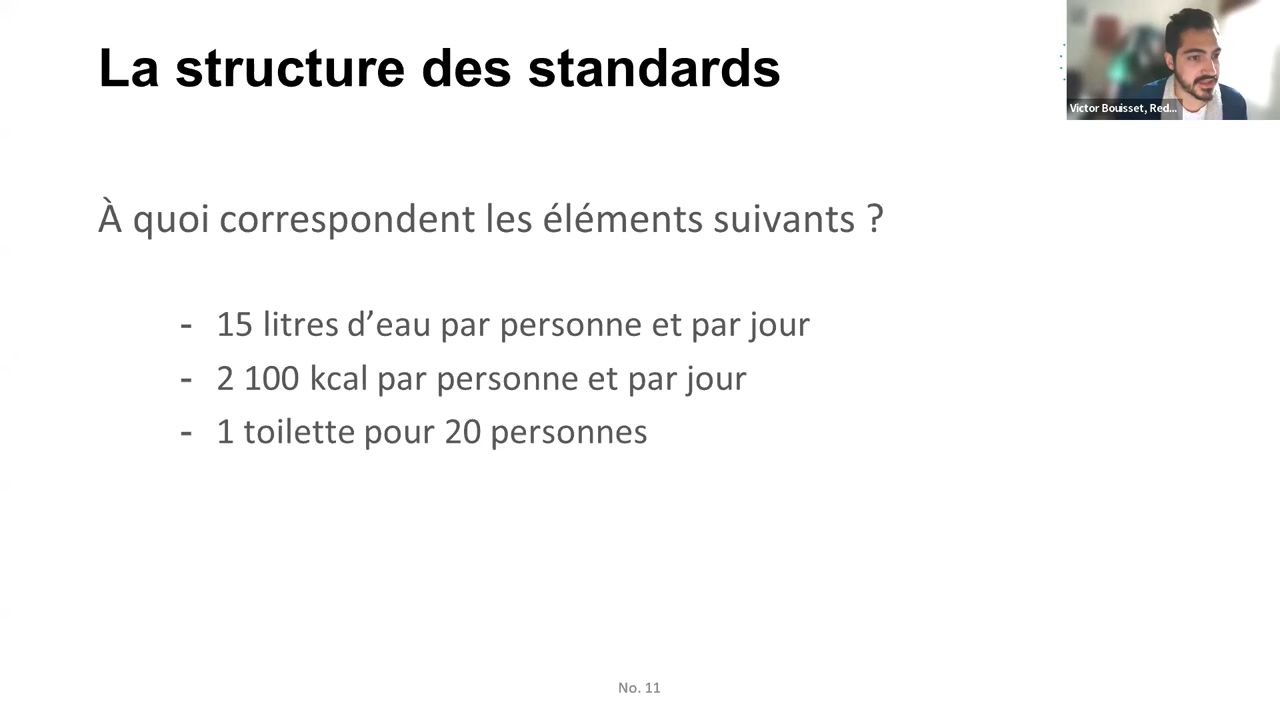 La structure des standards
Victor Bouisset, Red...
À quoi correspondent les éléments suivants ?
- 15 litres d’eau par personne et par jour
- 2 100 kcal par personne et par jour
- 1 toilette pour 20 personnes
No. 11